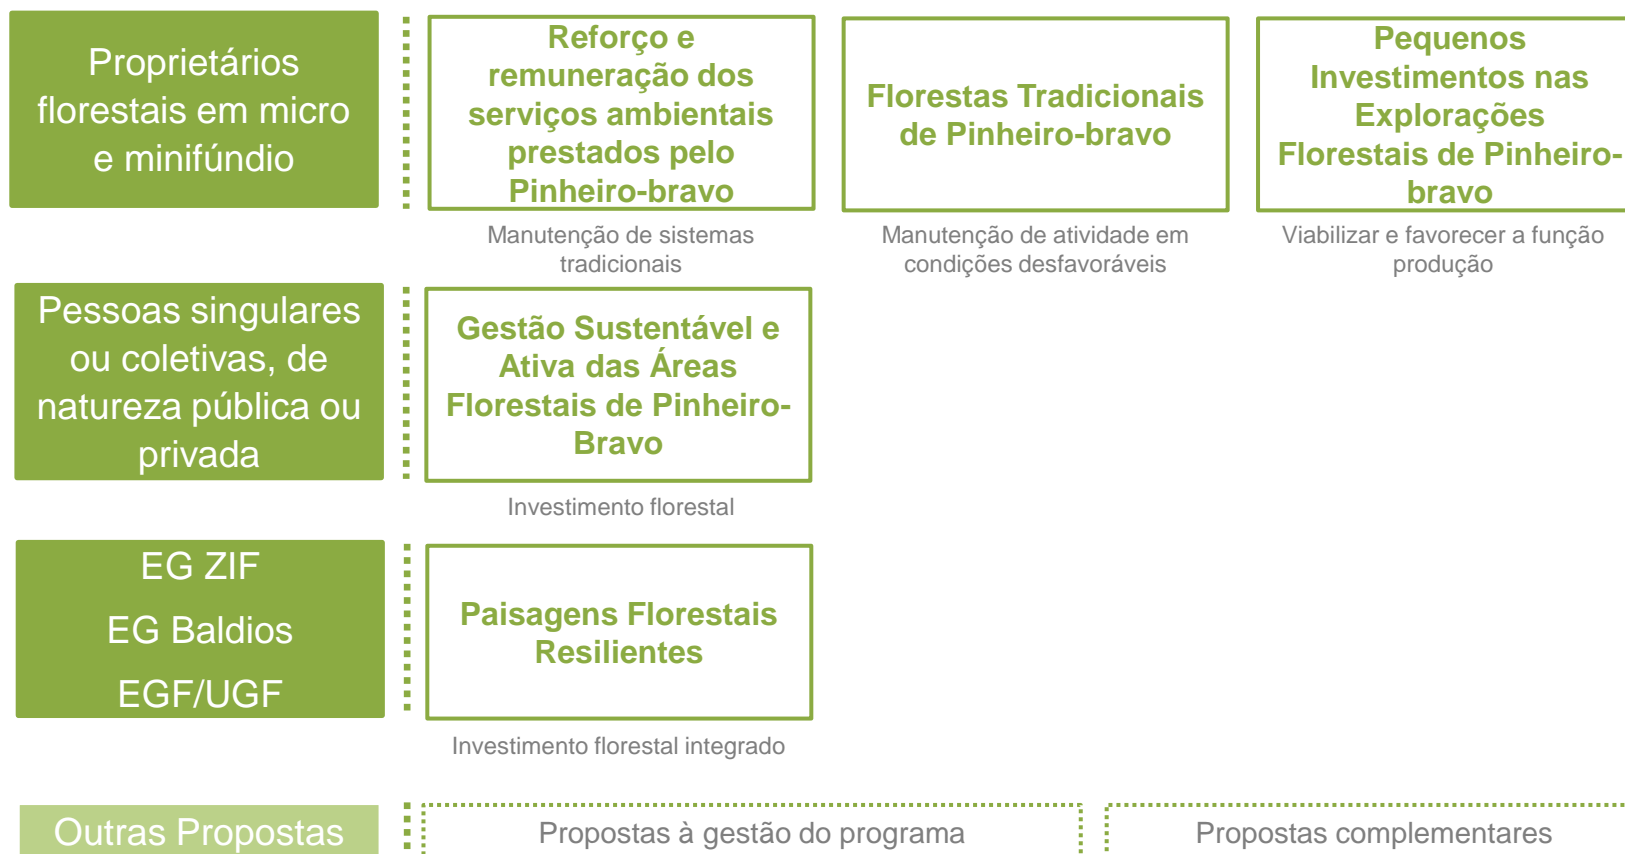 Proprietários
florestais em micro
e minifúndio
Reforço e
remuneração dos
serviços ambientais
prestados pelo
Pinheiro-bravo
Manutenção de sistemas
tradicionais
Florestas Tradicionais
de Pinheiro-bravo
Manutenção de atividade em
condições desfavoráveis
Pequenos
Investimentos nas
Explorações
Florestais de Pinheiro-
bravo
Viabilizar e favorecer a função
produção
Pessoas singulares
ou coletivas, de
natureza pública ou
privada
Gestão Sustentável e
Ativa das Áreas
Florestais de Pinheiro-
Bravo
Investimento florestal
EG ZIF
EG Baldios
EGF/UGF
Paisagens Florestais
Resilientes
Investimento florestal integrado
Outras Propostas
Propostas à gestão do programa
Propostas complementares